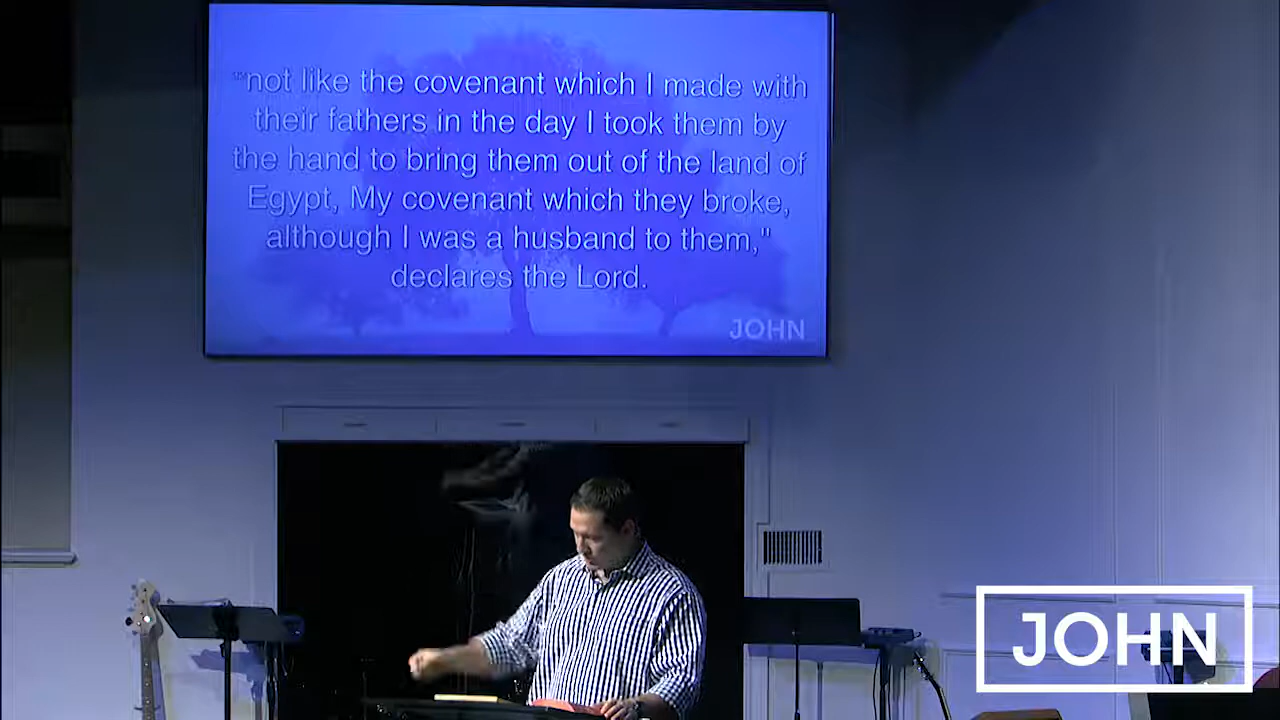 "not like the covenant which I made with
their fathers in the day I took them by
the hand to bring them out of the land of
Egypt, My covenant which they broke,
although I was a husband to them,"
declares the Lord.
JOHN
JOHN